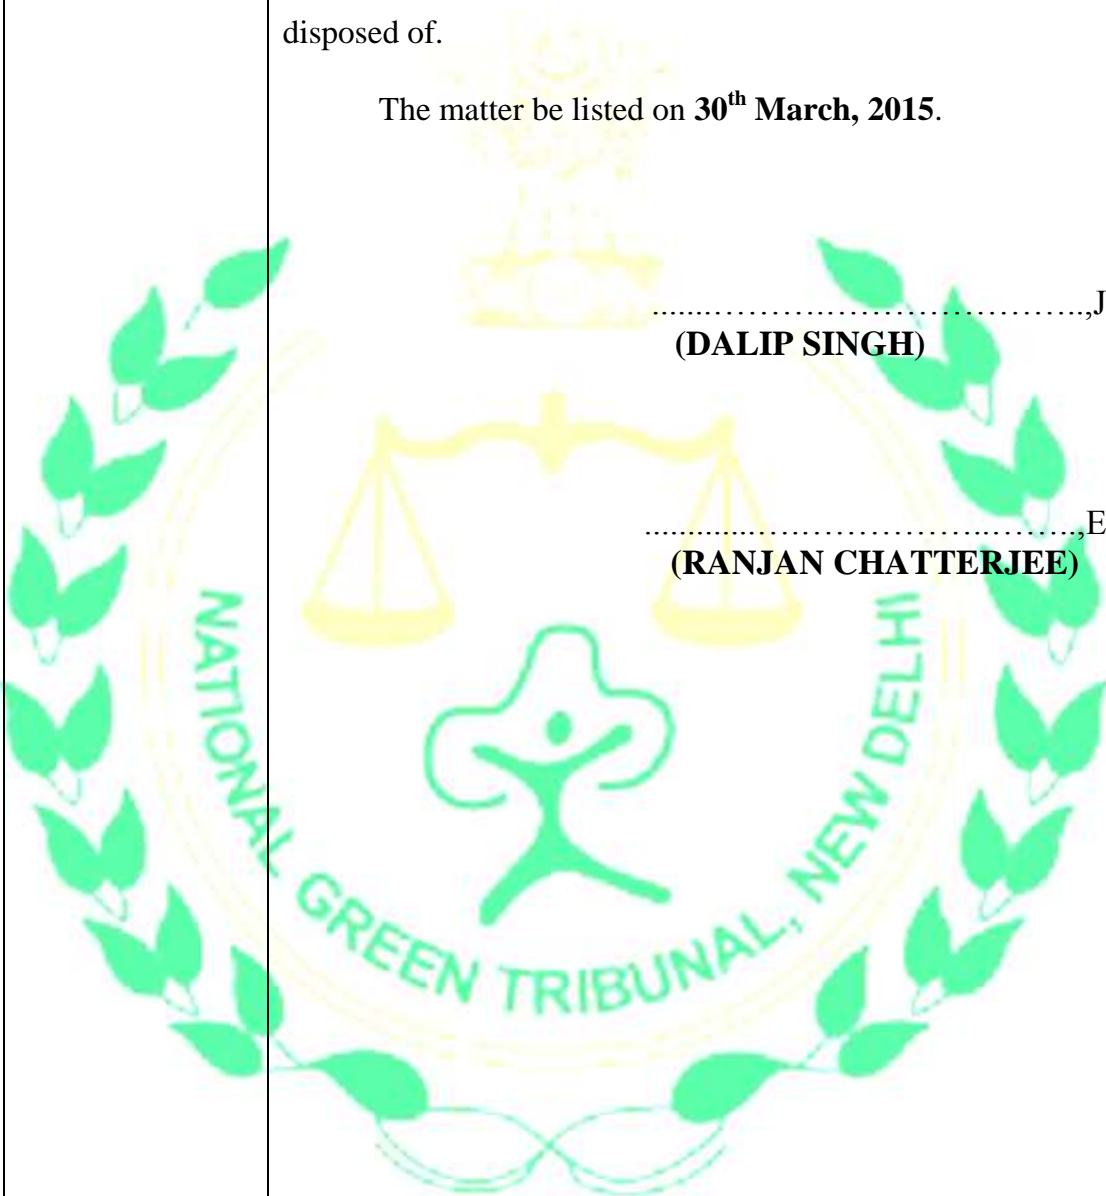 disposed of.
The matter be listed on 30th March, 2015.
.......……….…………………..,J
(DALIP SINGH)
.............….……………..…….,E
(RANJAN CHATTERJEE)
NATIONAL GREEN TRIBUNAL, NEW DELHI